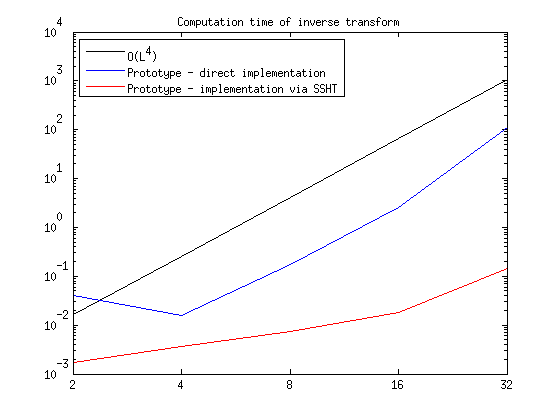 Computation time of inverse transform
O(L^4)
Prototype - direct implementation
Prototype - implementation via SSHT
10^4
10^3
10^2
10^1
10^0
10^-1
10^-2
10^-3
2 4 8 16 32